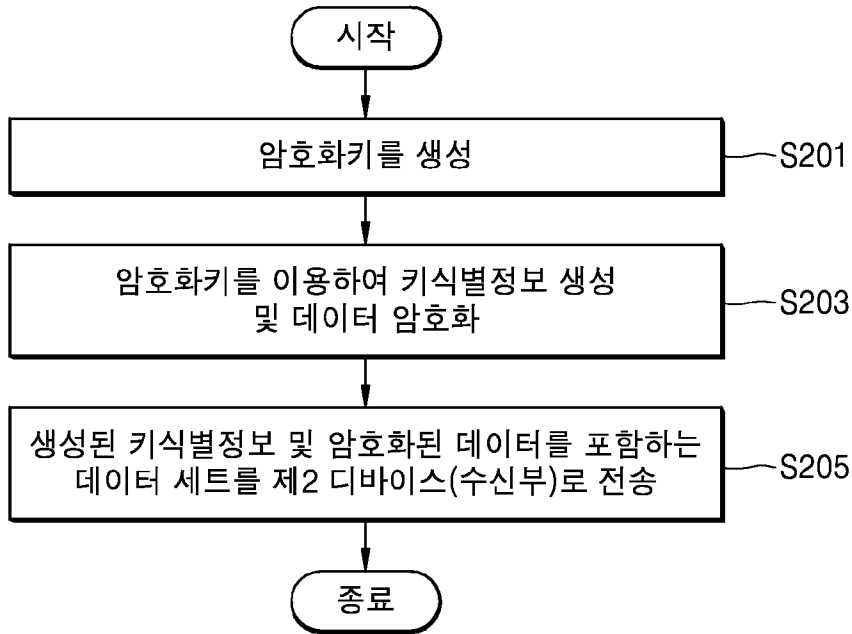 시작
암호화키를 생성
S201
암호화키를 이용하여 키식별정보 생성
및 데이터 암호화
S203
생성된 키식별정보 및 암호화된 데이터를 포함하는
데이터 세트를 제2 디바이스(수신부)로 전송
S205
종료